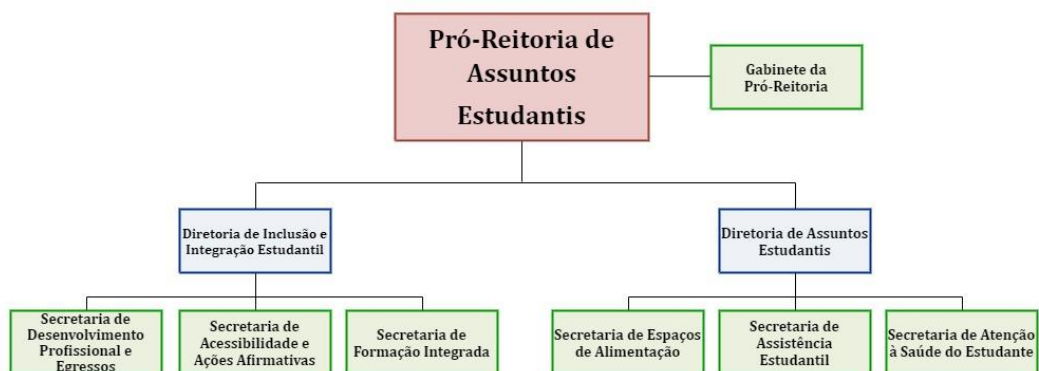 Pró-Reitoria de
Assuntos
Estudantis
Gabinete da
Pró-Reitoria
Diretoria de Inclusão e
Integração Estudantil
Diretoria de Assuntos
Estudantis
Secretaria de
Desenvolvimento
Profissional e
Egressos
Secretaria de
Acessibilidade e
Ações Afirmativas
Secretaria de
Formação Integrada
Secretaria de Espaços
de Alimentação
Secretaria de
Assistência
Estudantil
Secretaria de Atenção
à Saúde do Estudante